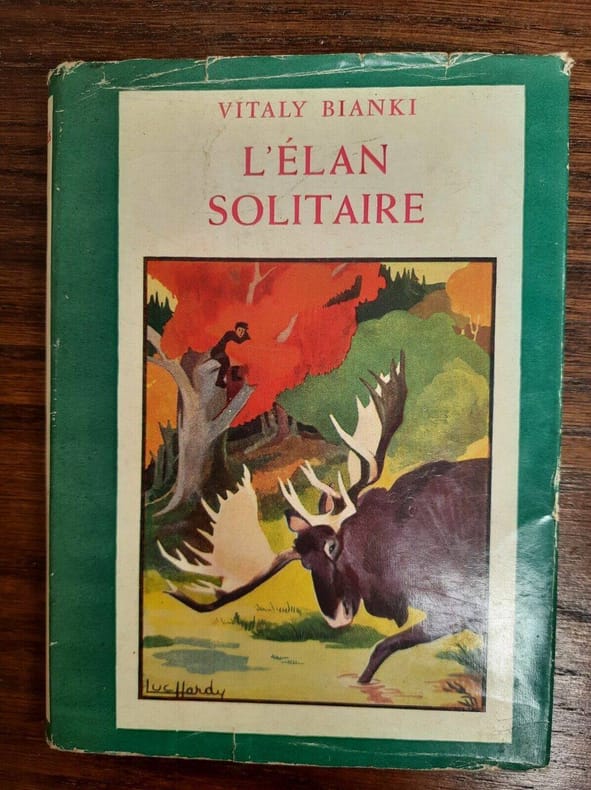 VITALY BIANKI
L'ÉLAN
SOLITAIRE
Luc Hardy